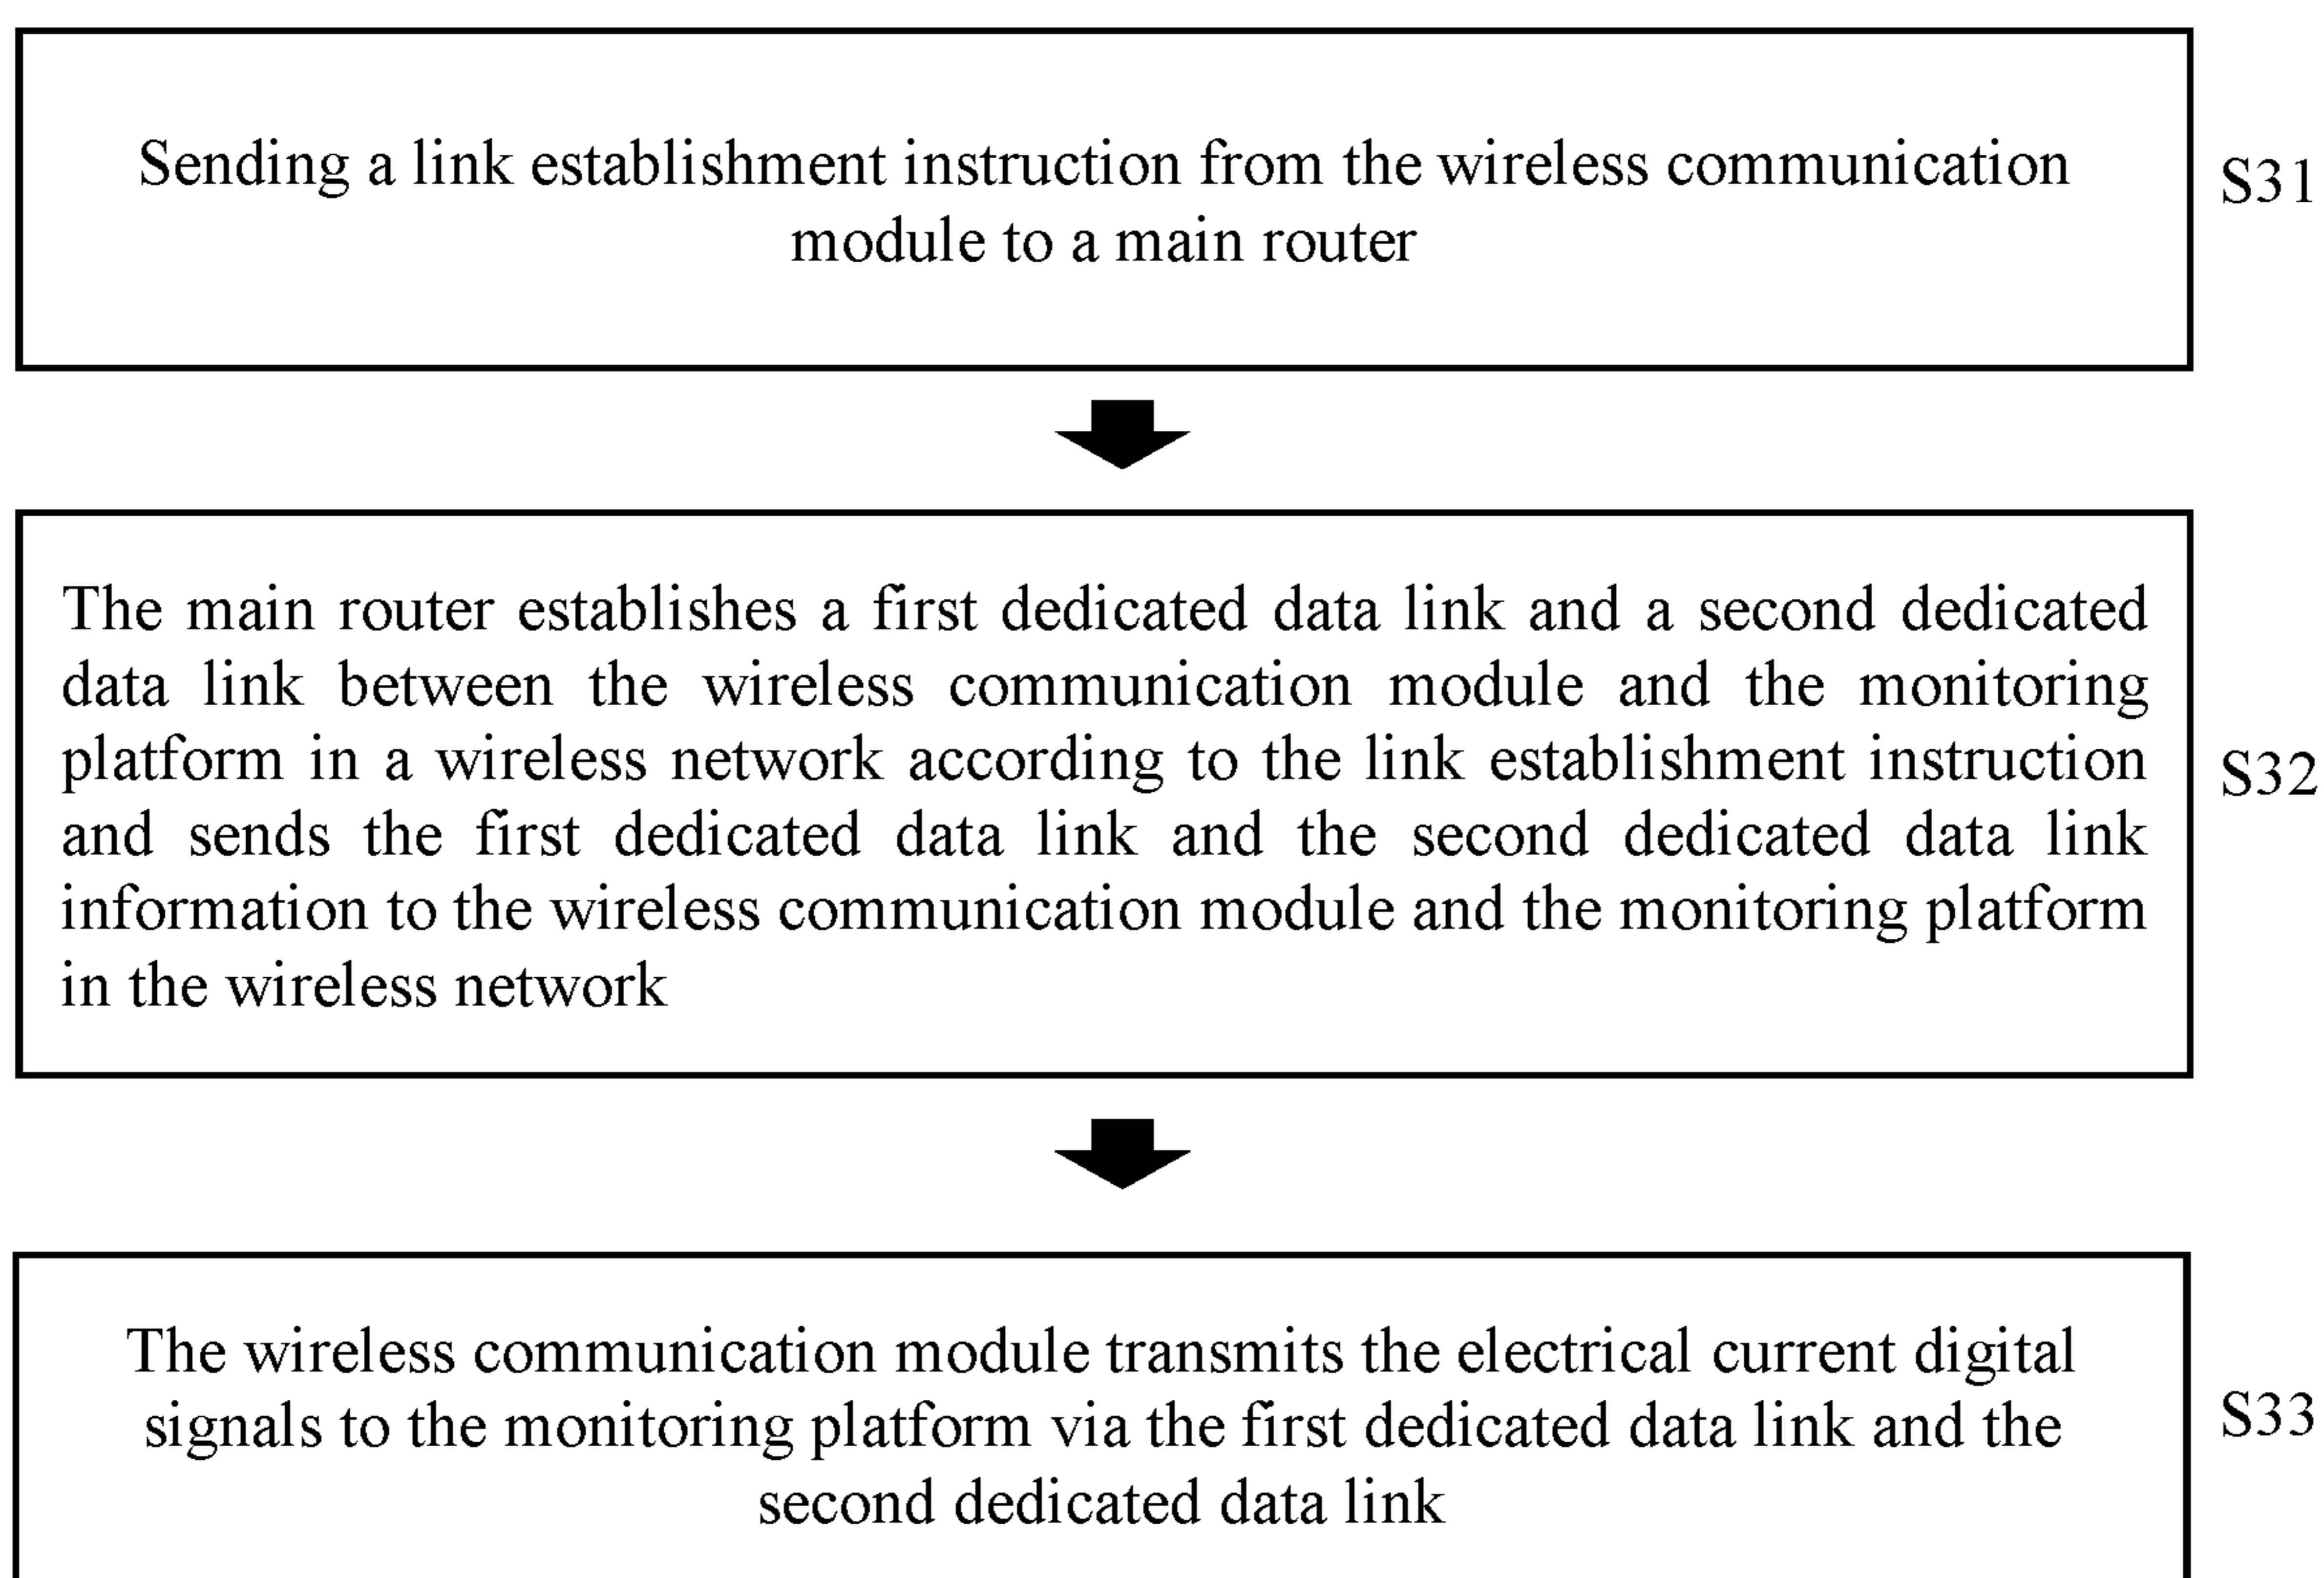 Sending a link establishment instruction from the wireless communication
module to a main router
S31
The main router establishes a first dedicated data link and a second dedicated
data link between the wireless communication module and the monitoring
platform in a wireless network according to the link establishment instruction
and sends the first dedicated data link and the second dedicated data link
information to the wireless communication module and the monitoring platform
in the wireless network
S32
The wireless communication module transmits the electrical current digital
signals to the monitoring platform via the first dedicated data link and the
second dedicated data link
S33